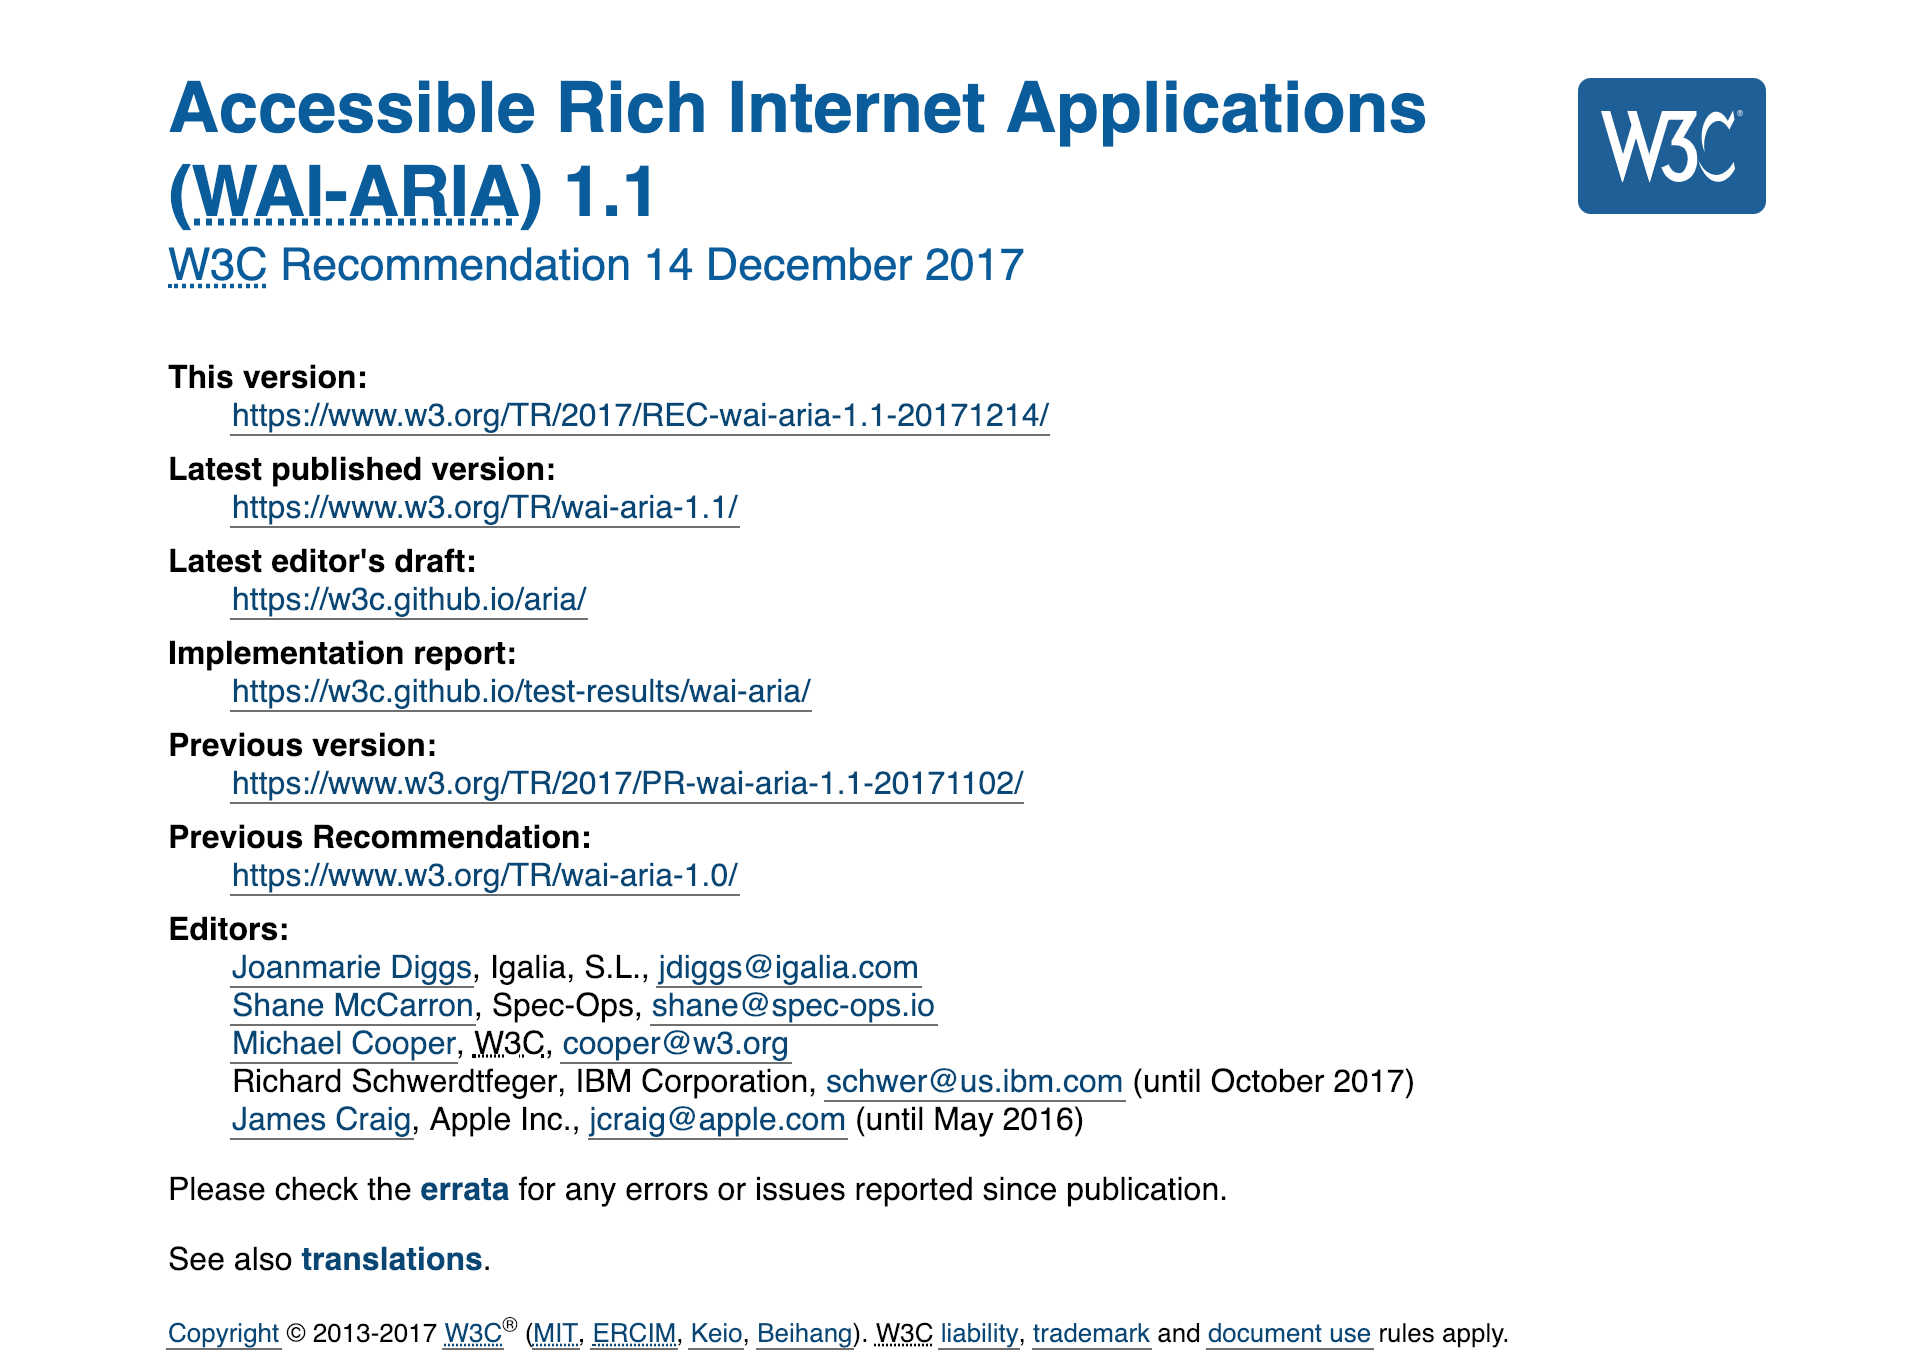 Accessible Rich Internet Applications
(WAI-ARIA) 1.1
W3C®
W3C Recommendation 14 December 2017
This version:
https://www.w3.org/TR/2017/REC-wai-aria-1.1-20171214/
Latest published version:
https://www.w3.org/TR/wai-aria-1.1/
Latest editor's draft:
https://w3c.github.io/aria/
Implementation report:
https://w3c.github.io/test-results/wai-aria/
Previous version:
https://www.w3.org/TR/2017/PR-wai-aria-1.1-20171102/
Previous Recommendation:
https://www.w3.org/TR/wai-aria-1.0/
Editors:
Joanmarie Diggs, Igalia, S.L., jdiggs@igalia.com
Shane McCarron, Spec-Ops, shane@spec-ops.io
Michael Cooper, W3C, cooper@w3.org
Richard Schwerdtfeger, IBM Corporation, schwer@us.ibm.com (until October 2017)
James Craig, Apple Inc., jcraig@apple.com (until May 2016)
Please check the errata for any errors or issues reported since publication.
See also translations.
Copyright © 2013-2017 W3C® (MIT, ERCIM, Keio, Beihang). W3C liability, trademark and document use rules apply.